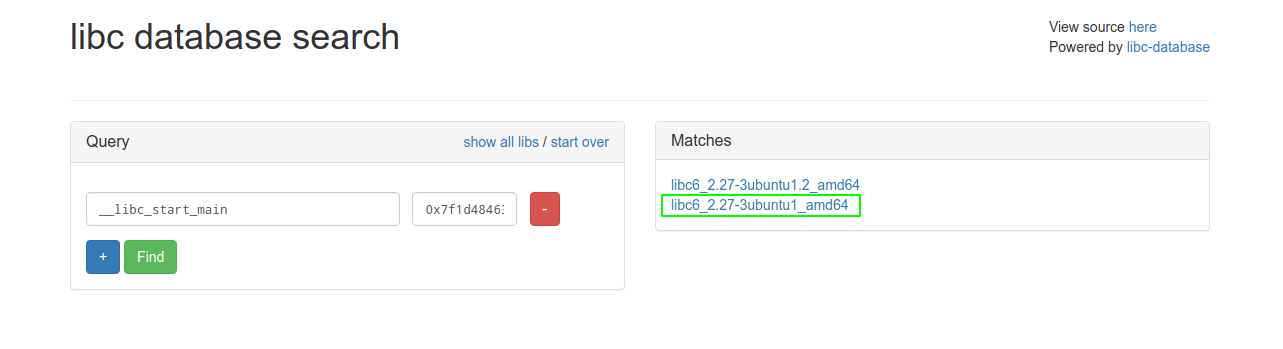 libc database search
View source here
Powered by libc-database
Query
show all libs / start over
__libc_start_main
0x7f1d4846
-
+
Find
Matches
libc6_2.27-3ubuntu1.2_amd64
libc6_2.27-3ubuntu1_amd64